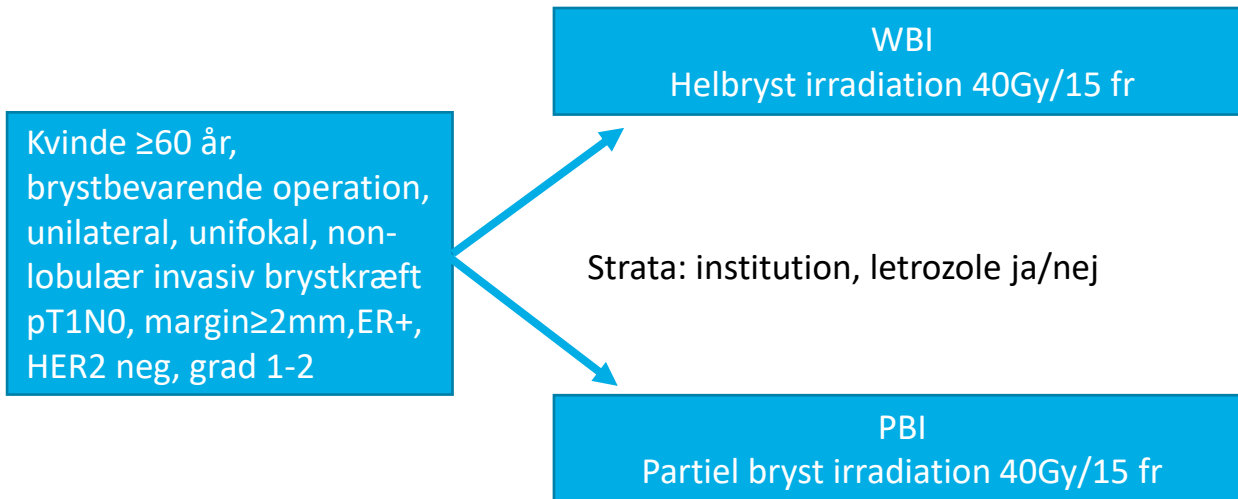 WBI
Helbryst irradiation 40Gy/15 fr
Kvinde ≥60 år,
brystbevarende operation,
unilateral, unifokal, non-
lobulær invasiv brystkræft
pT1N0, margin≥2mm,ER+,
HER2 neg, grad 1-2
Strata: institution, letrozole ja/nej
PBI
Partiel bryst irradiation 40Gy/15 fr